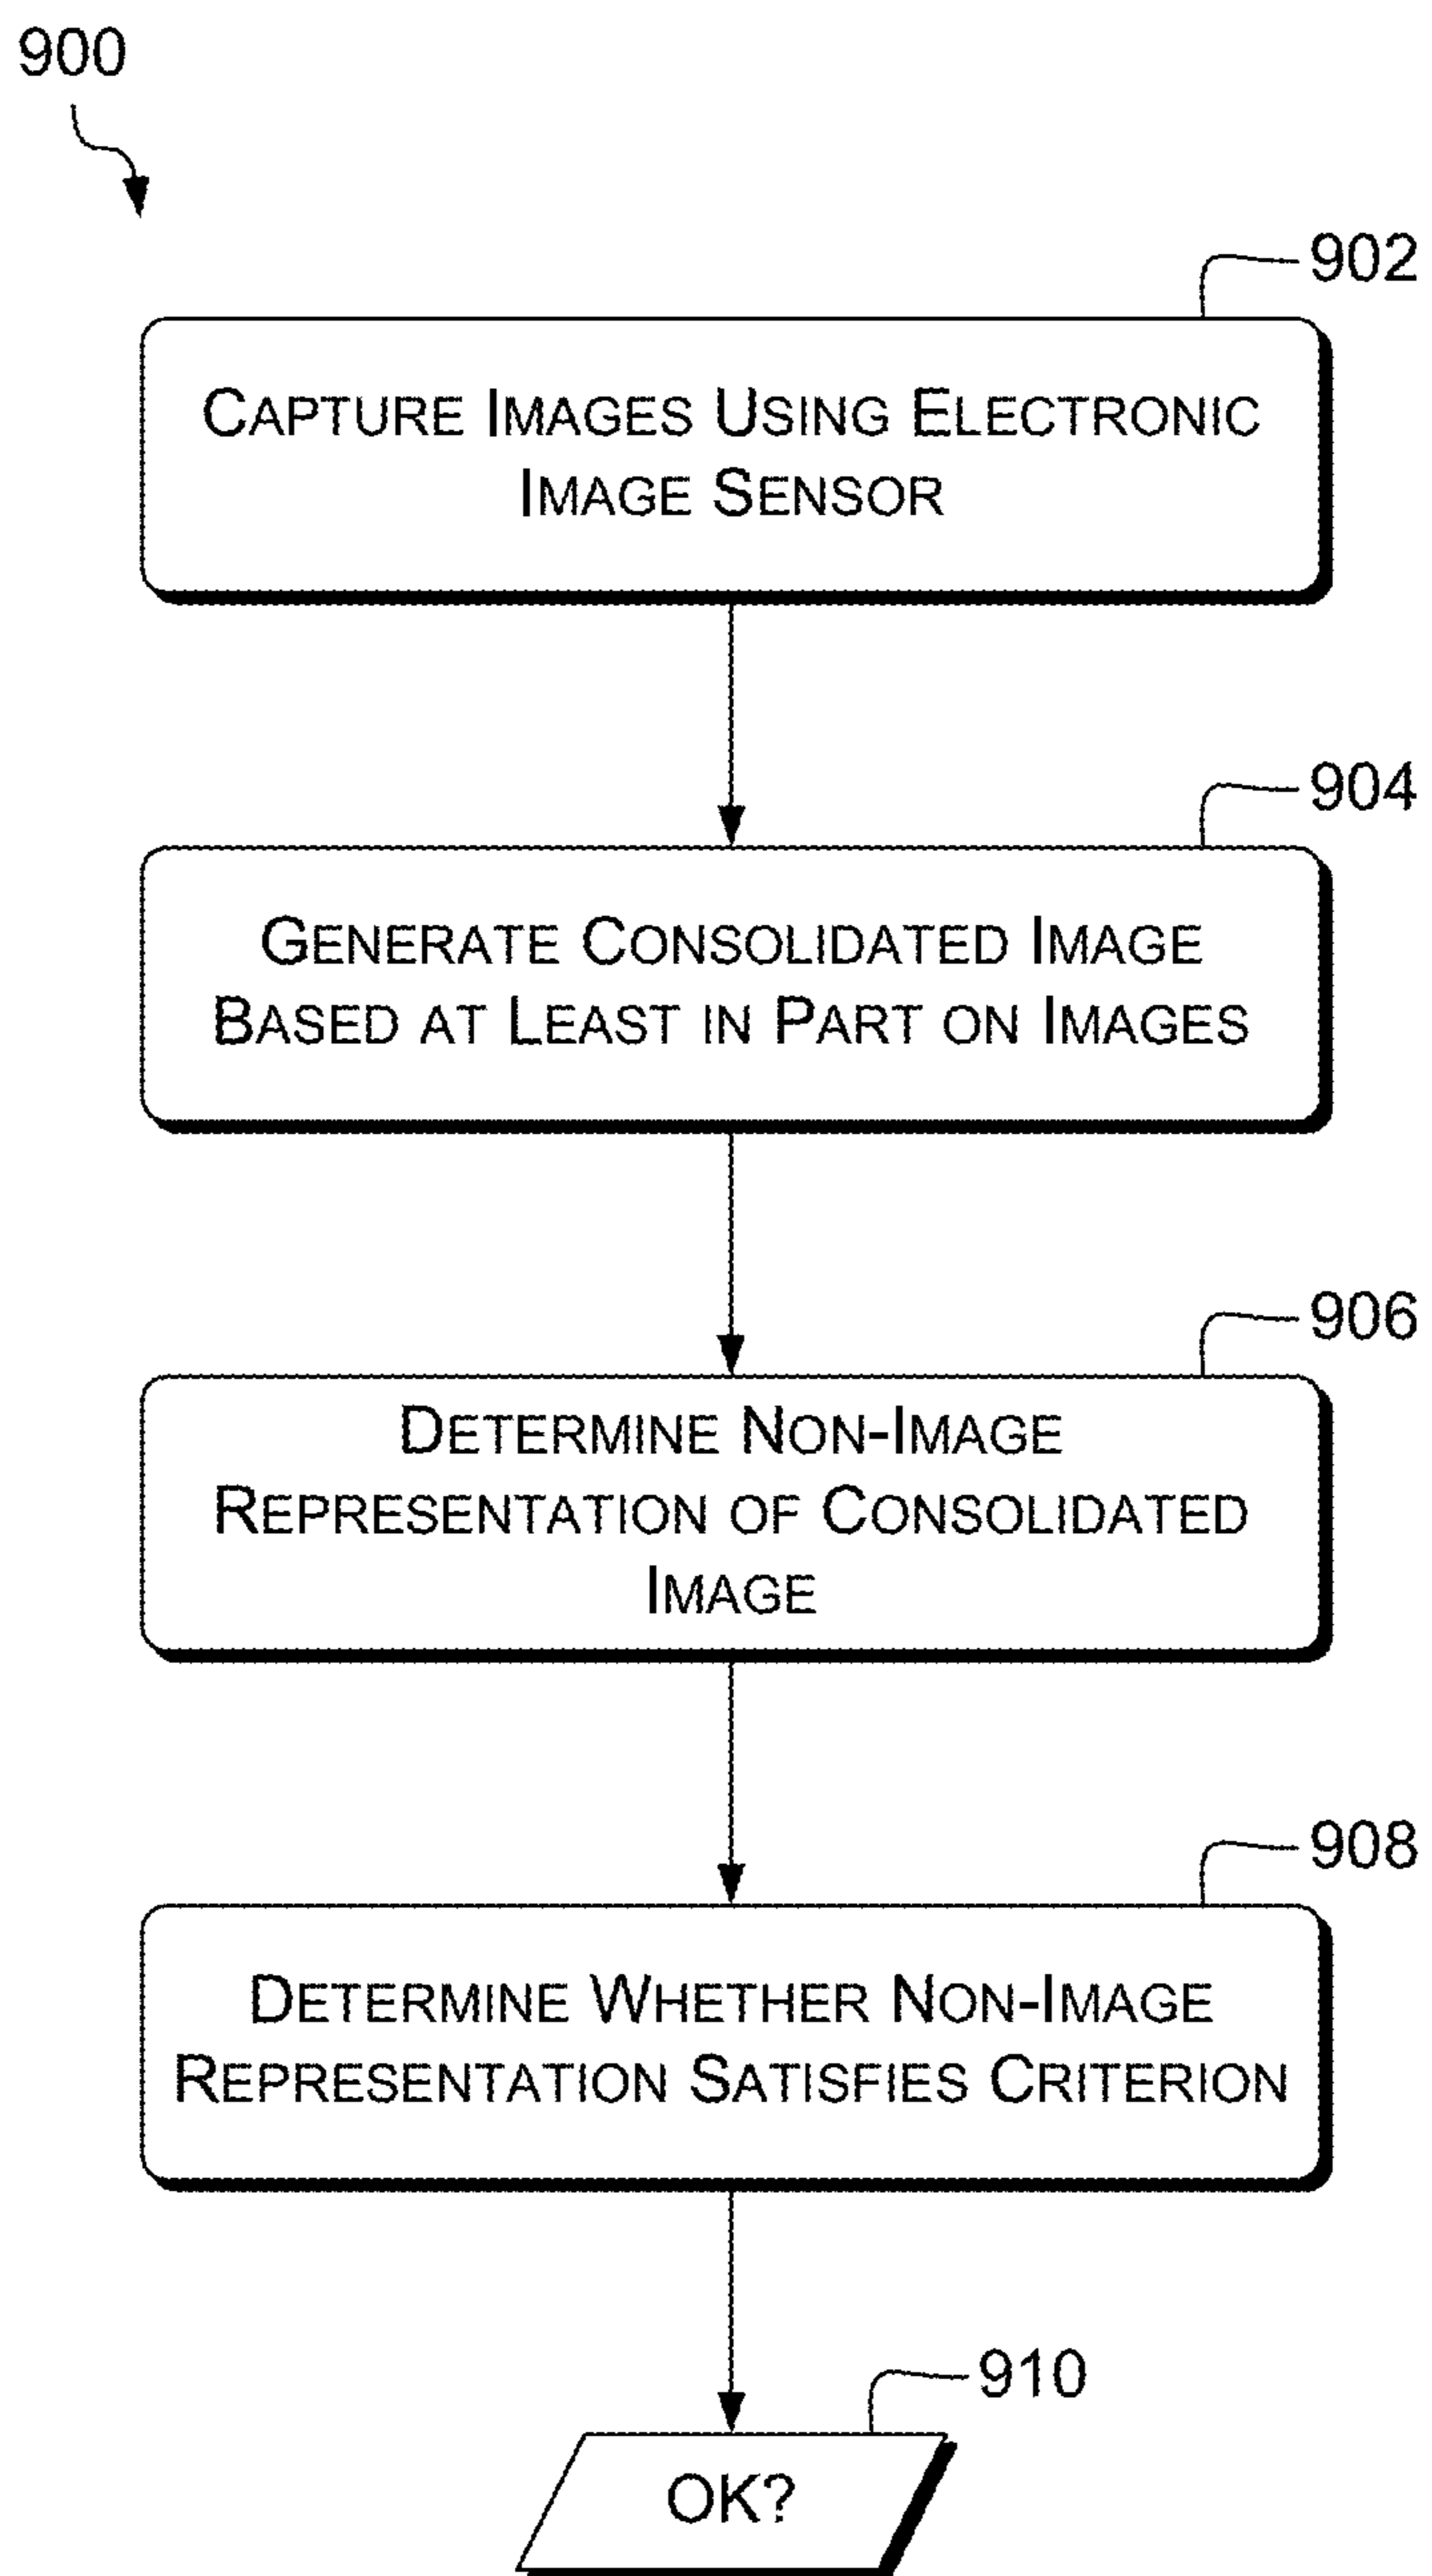 900
902
CAPTURE IMAGES USING ELECTRONIC
IMAGE SENSOR
904
GENERATE CONSOLIDATED IMAGE
BASED AT LEAST IN PART ON IMAGES
906
DETERMINE NON-IMAGE
REPRESENTATION OF CONSOLIDATED
IMAGE
908
DETERMINE WHETHER NON-IMAGE
REPRESENTATION SATISFIES CRITERION
910
OK?